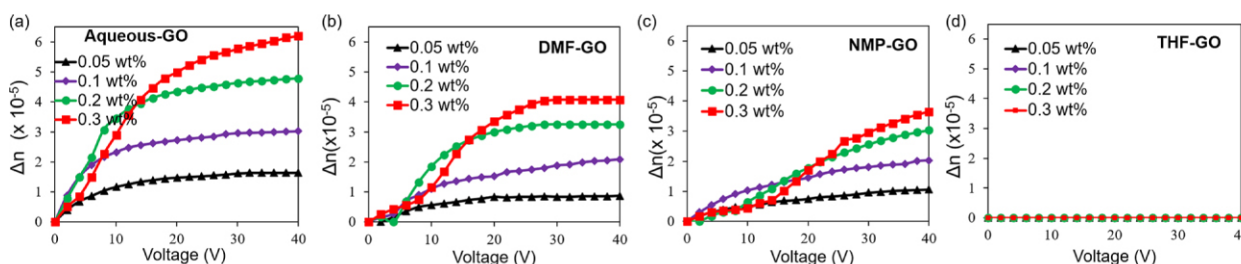 (a)
Aqueous-GO
0.05 wt%
0.1 wt%
0.2 wt%
0.3 wt%
Δn (x 10⁻⁵)
6
5
4
3
2
1
0
0 10 20 30 40
Voltage (V)
(b)
DMF-GO
0.05 wt%
0.1 wt%
0.2 wt%
0.3 wt%
Δn(x10⁻⁵)
6
5
4
3
2
1
0
0 10 20 30 40
Voltage (V)
(c)
NMP-GO
0.05 wt%
0.1 wt%
0.2 wt%
0.3 wt%
Δn(x 10⁻⁵)
6
5
4
3
2
1
0
0 10 20 30 40
Voltage (V)
(d)
THF-GO
0.05 wt%
0.1 wt%
0.2 wt%
0.3 wt%
Δn (x10⁻⁵)
6
5
4
3
2
1
0
0 10 20 30 40
Voltage (V)